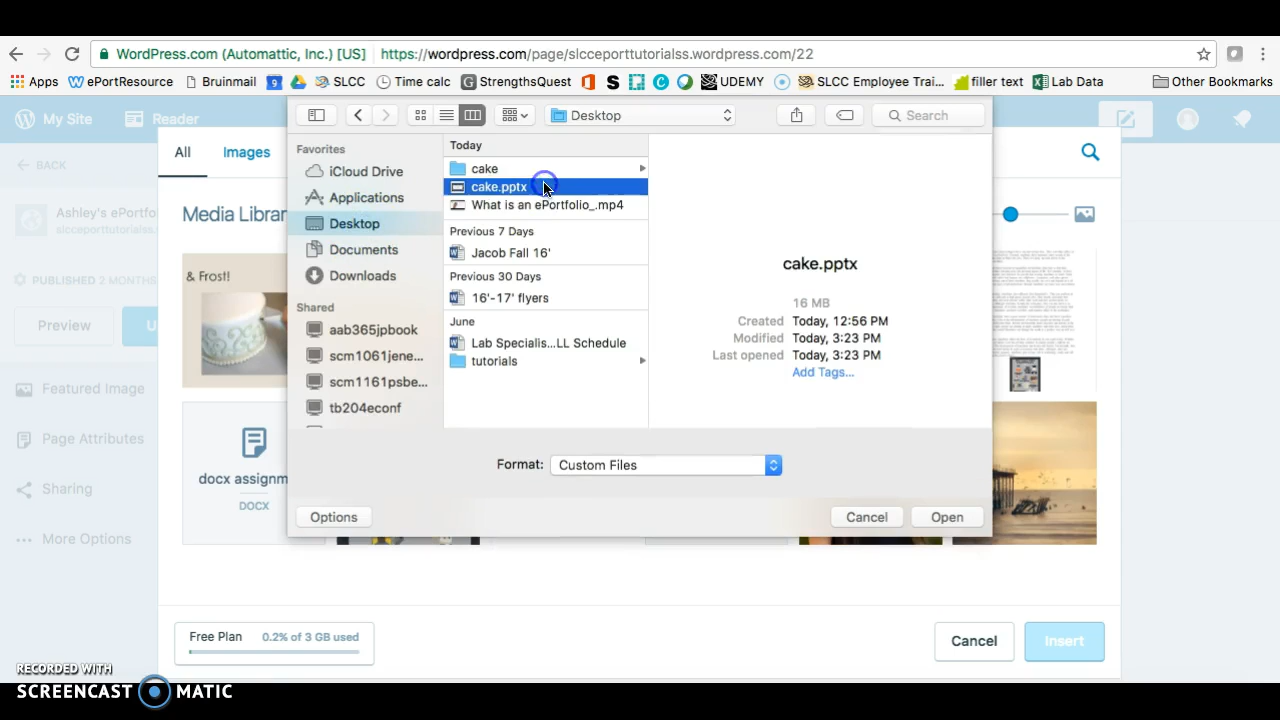 WordPress.com (Automattic, Inc.) [US] https://wordpress.com/page/slcceporttutorialss.wordpress.com/22
Apps ePortResource Bruinmail 9 SLCC Time calc StrengthsQuest UDEMY SLCC Employee Trai... filler text Lab Data Other Bookmarks
My Site Reader
Desktop
Search
BACK
All Images
Favorites
iCloud Drive
Applications
Desktop
Documents
Downloads
Shared
aab365jpbook
scm1061jene...
scm1161psbe...
tb204econf
Today
cake
cake.pptx
What is an ePortfolio_.mp4
Previous 7 Days
Jacob Fall 16'
Previous 30 Days
16'-17' flyers
June
Lab Specialis...LL Schedule
tutorials
cake.pptx
16 MB
Created Today, 12:56 PM
Modified Today, 3:23 PM
Last opened Today, 3:23 PM
Add Tags...
Format: Custom Files
Options Cancel Open
Ashley's ePortfo
slcceporttutorialss.
PUBLISHED 2 MONTHS
Preview U
Featured Image
Page Attributes
Sharing
More Options
Media Librar
& Frost!
docx assignm
DOCX
Free Plan 0.2% of 3 GB used
Cancel Insert
RECORDED WITH
SCREENCAST MATIC